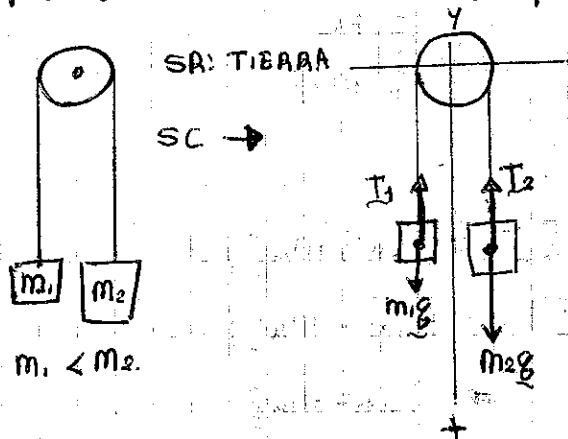 Y
SR: TIERRA
SC →
T1 T2
m1 m2
m1g
m1 < m2.
m2g
+